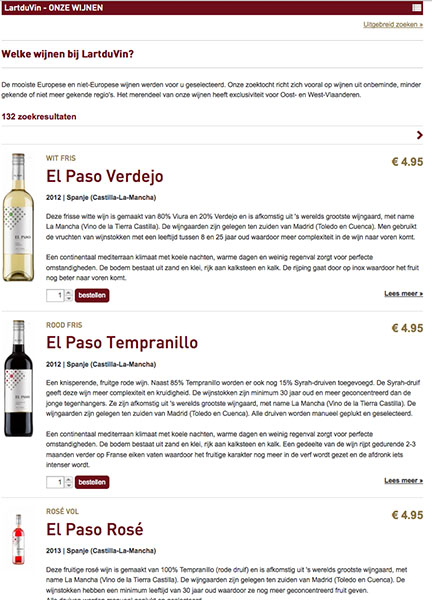 LartduVin - ONZE WIJNEN
Uitgebreid zoeken »
Welke wijnen bij LartduVin?
De mooiste Europese en niet-Europese wijnen werden voor u geselecteerd. Onze zoektocht richt zich vooral op wijnen uit onbeminde, minder
gekende of niet meer gekende regio's. Het merendeel van onze wijnen heeft exclusiviteit voor Oost- en West-Vlaanderen.
132 zoekresultaten
WIT FRIS
€ 4.95
El Paso Verdejo
2012 | Spanje (Castilla-La-Mancha)
Deze frisse witte wijn is gemaakt van 80% Viura en 20% Verdejo en is afkomstig uit 's werelds grootste wijngaard, met name
La Mancha (Vino de la Tierra Castilla). De wijngaarden zijn gelegen ten zuiden van Madrid (Toledo en Cuenca). Men gebruikt
de vruchten van wijnstokken met een leeftijd tussen 8 en 25 jaar oud waardoor meer complexiteit in de wijn naar voren komt.
Een continentaal mediterraan klimaat met koele nachten, warme dagen en weinig regenval zorgt voor perfecte
omstandigheden. De bodem bestaat uit zand en klei, rijk aan kalksteen en kalk. De rijping gaat door op inox waardoor het fruit
nog beter naar voren komt.
1
bestellen
Lees meer »
EL PASO
ROOD FRIS
€ 4.95
El Paso Tempranillo
2012 | Spanje (Castilla-La-Mancha)
Een knisperende, fruitige rode wijn. Naast 85% Tempranillo worden er ook nog 15% Syrah-druiven toegevoegd. De Syrah-druif
geeft deze wijn meer complexiteit en kruidigheid. De wijnstokken zijn minimum 30 jaar oud en meer geconcentreerd dan de
jonge tegenhangers. Ze zijn afkomstig uit 's werelds grootste wijngaard, met name La Mancha (Vino de la Tierra Castilla). De
wijngaarden zijn gelegen ten zuiden van Madrid (Toledo en Cuenca). Alle druiven worden manueel geplukt en geselecteerd.
Een continentaal mediterraan klimaat met koele nachten, warme dagen en weinig regenval zorgt voor perfecte
omstandigheden. De bodem bestaat uit zand en klei, rijk aan kalksteen en kalk. Een gedeelte van de wijn rijpt gedurende 2-3
maanden verder op Franse eiken vaten waardoor het fruitige karakter nog meer in de verf wordt gezet en de afdronk iets
intenser wordt.
1
bestellen
Lees meer »
EL PASO
ROSÉ VOL
€ 4.95
El Paso Rosé
2013 | Spanje (Castilla-La-Mancha)
Deze fruitige rosé wijn is gemaakt van 100% Tempranillo (rode druif) en is afkomstig uit 's werelds grootste wijngaard, met
name La Mancha (Vino de la Tierra Castilla). De wijngaarden zijn gelegen ten zuiden van Madrid (Toledo en Cuenca). De
wijnstokken hebben een minimum leeftijd van 30 jaar oud waardoor ze nog meer geconcentreerd fruit geven.